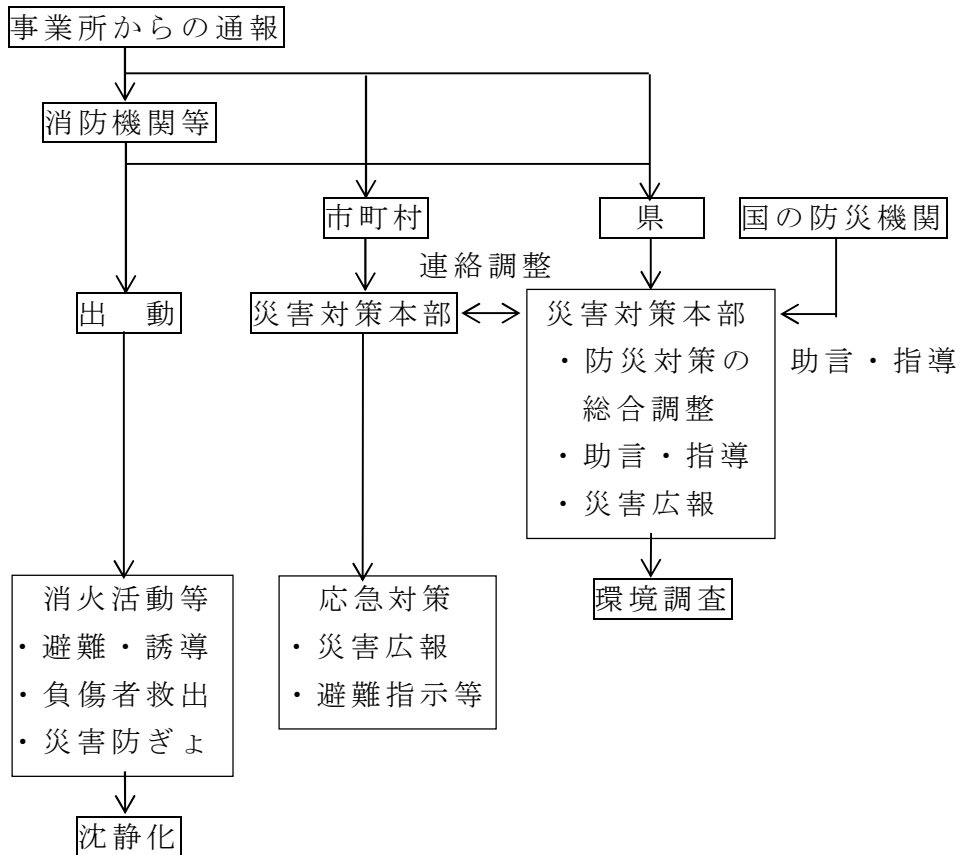 事業所からの通報
消防機関等
市町村
県
国の防災機関
連絡調整
出　動
災害対策本部
災害対策本部
・防災対策の
総合調整
・助言・指導
・災害広報
助言・指導
消火活動等
・避難・誘導
・負傷者救出
・災害防ぎょ
応急対策
・災害広報
・避難指示等
環境調査
沈静化